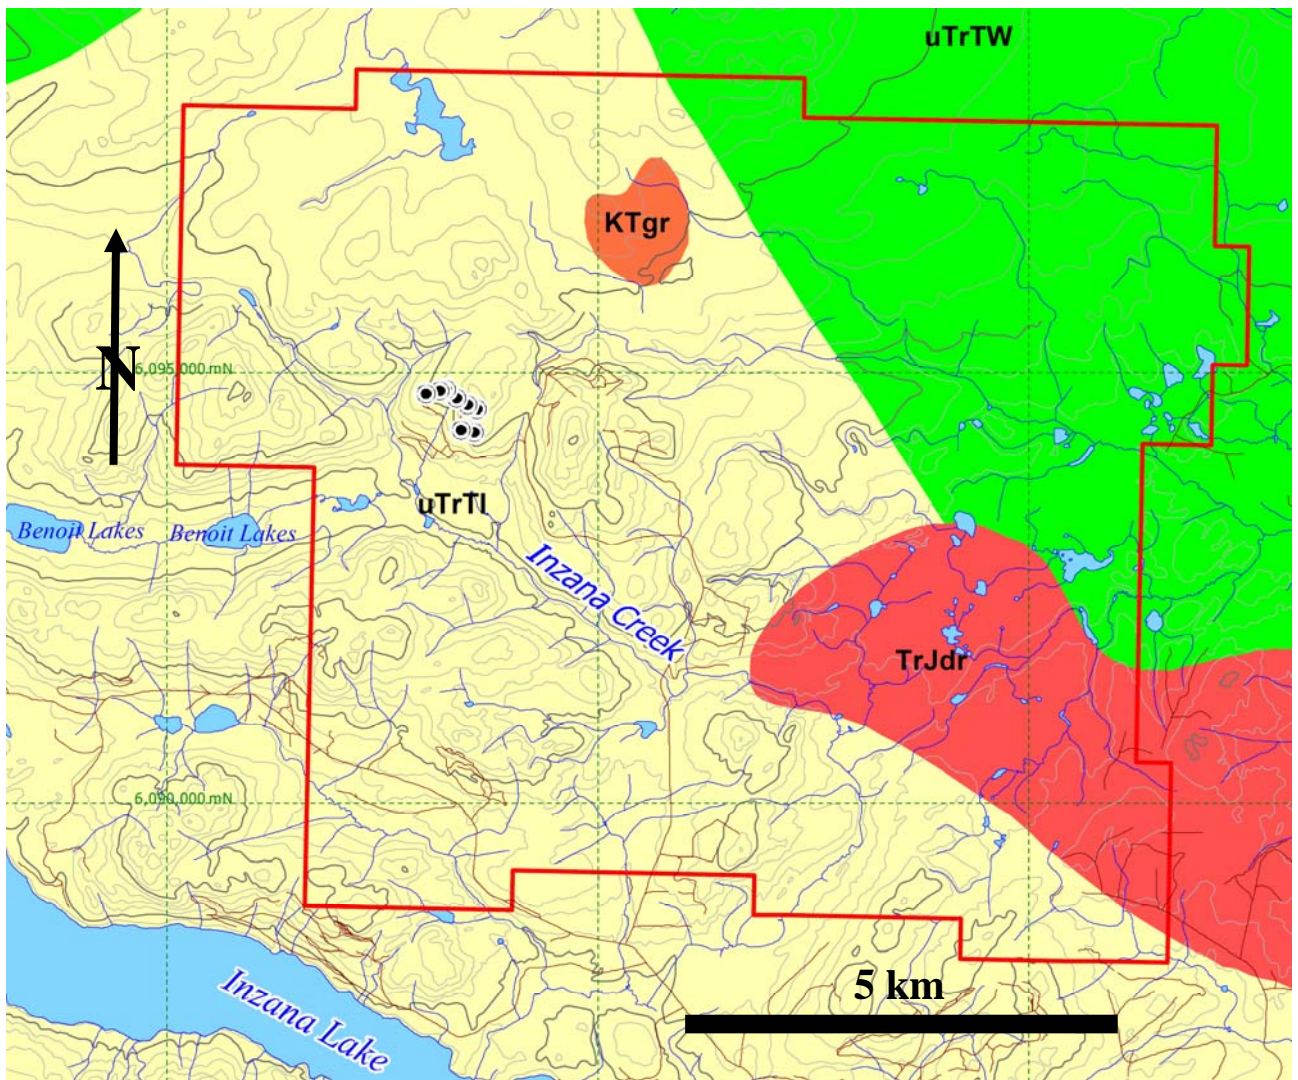 uTrTW
KTgr
N
6,095,000 mN
uTrTl
Benoit Lakes
Benoit Lakes
Inzana Creek
TrJdr
6,090,000 mN
5 km
Inzana Lake